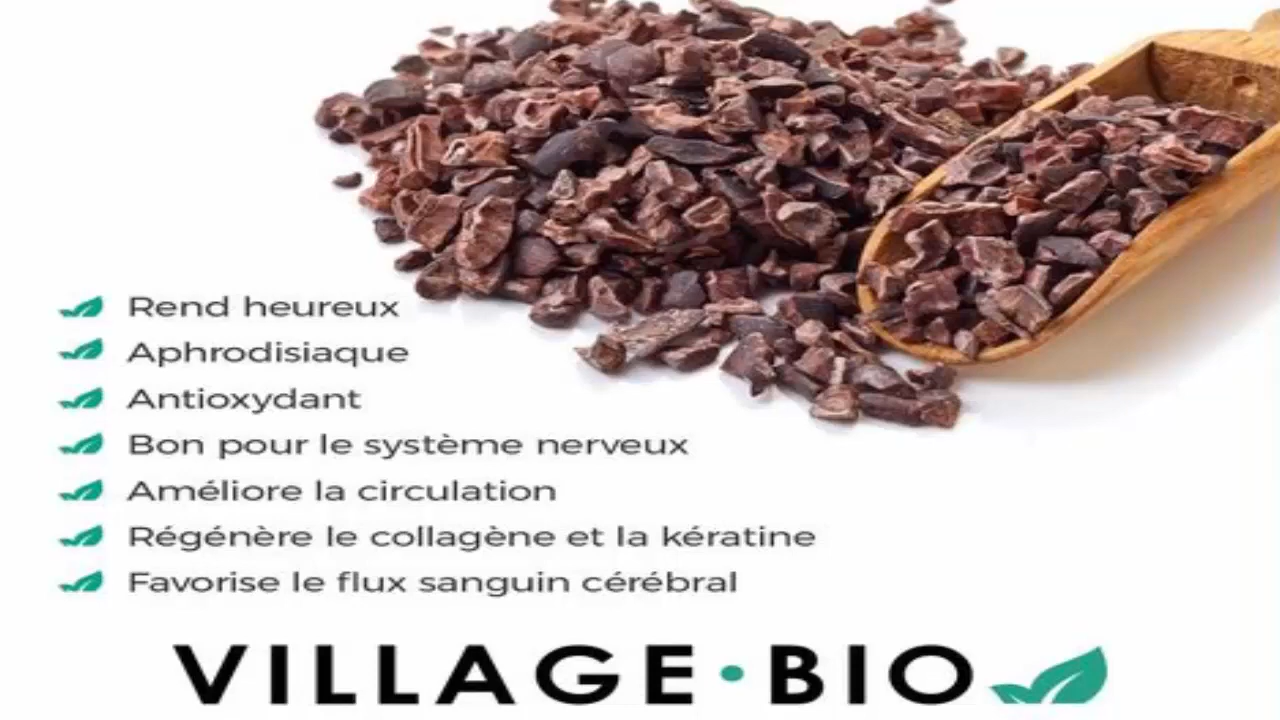 Rend heureux
Aphrodisiaque
Antioxydant
Bon pour le système nerveux
Améliore la circulation
Régénère le collagène et la kératine
Favorise le flux sanguin cérébral
VILLAGE·BIO